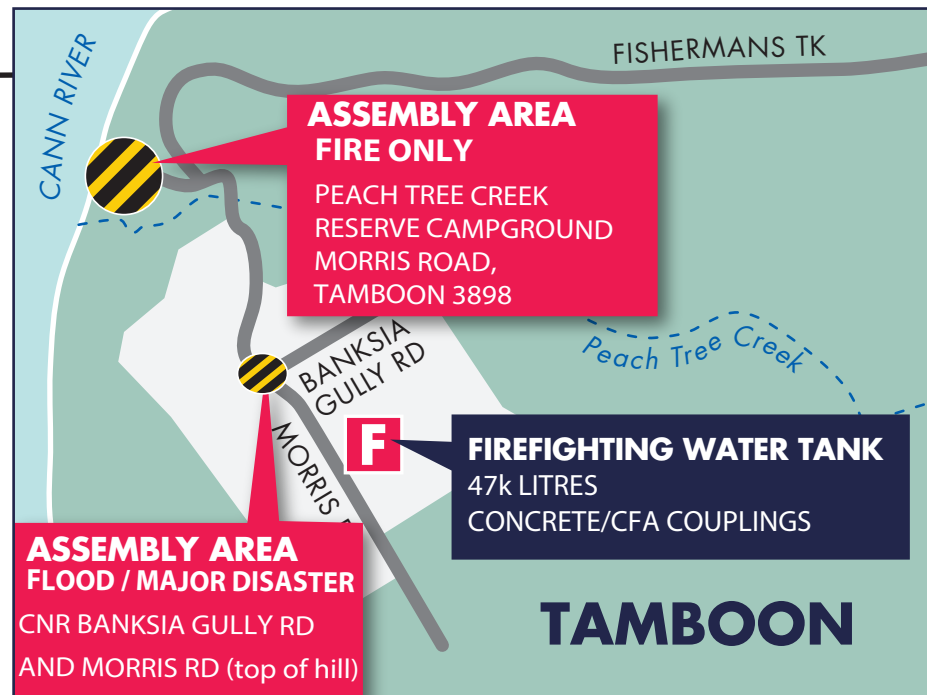 FISHERMANS TK
CANN RIVER
ASSEMBLY AREA
FIRE ONLY
PEACH TREE CREEK
RESERVE CAMPGROUND
MORRIS ROAD,
TAMBOON 3898
BANKSIA
GULLY RD
Peach Tree Creek
MORRIS
F
FIREFIGHTING WATER TANK
47k LITRES
CONCRETE/CFA COUPLINGS
ASSEMBLY AREA
FLOOD / MAJOR DISASTER
CNR BANKSIA GULLY RD
AND MORRIS RD (top of hill)
TAMBOON